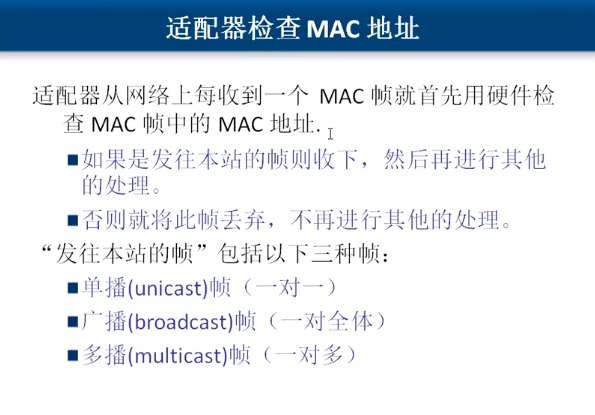 适配器检查 MAC 地址
适配器从网络上每收到一个 MAC 帧就首先用硬件检
查 MAC 帧中的 MAC 地址.
■如果是发往本站的帧则收下，然后再进行其他
的处理。
■否则就将此帧丢弃，不再进行其他的处理。
“发往本站的帧”包括以下三种帧：
■单播(unicast)帧（一对一）
■广播(broadcast)帧（一对全体）
■多播(multicast)帧（一对多）